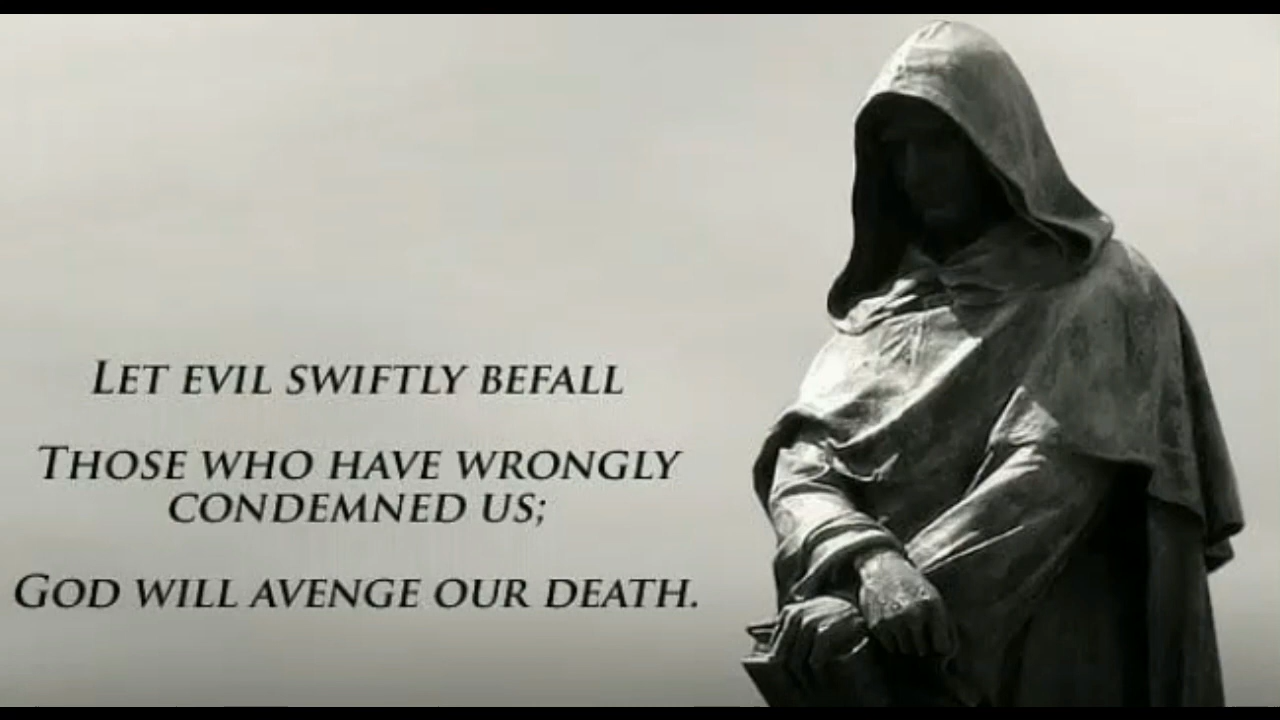 LET EVIL SWIFTLY BEFALL
THOSE WHO HAVE WRONGLY
CONDEMNED US;
GOD WILL AVENGE OUR DEATH.